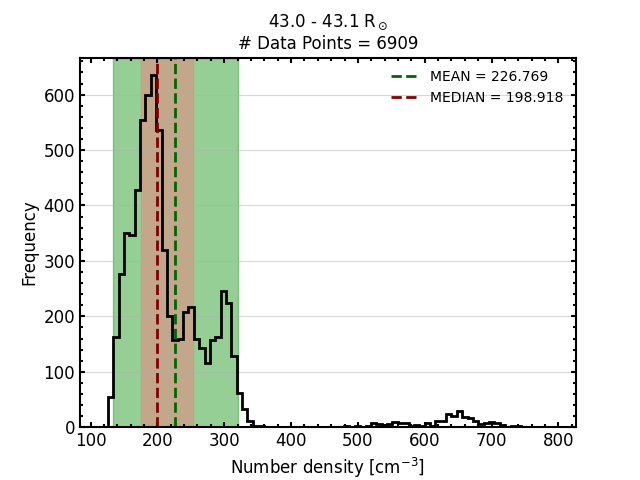 43.0 - 43.1 R⊙
# Data Points = 6909
MEAN = 226.769
MEDIAN = 198.918
600
500
400
300
200
100
0
Frequency
100 200 300 400 500 600 700 800
Number density [cm⁻³]